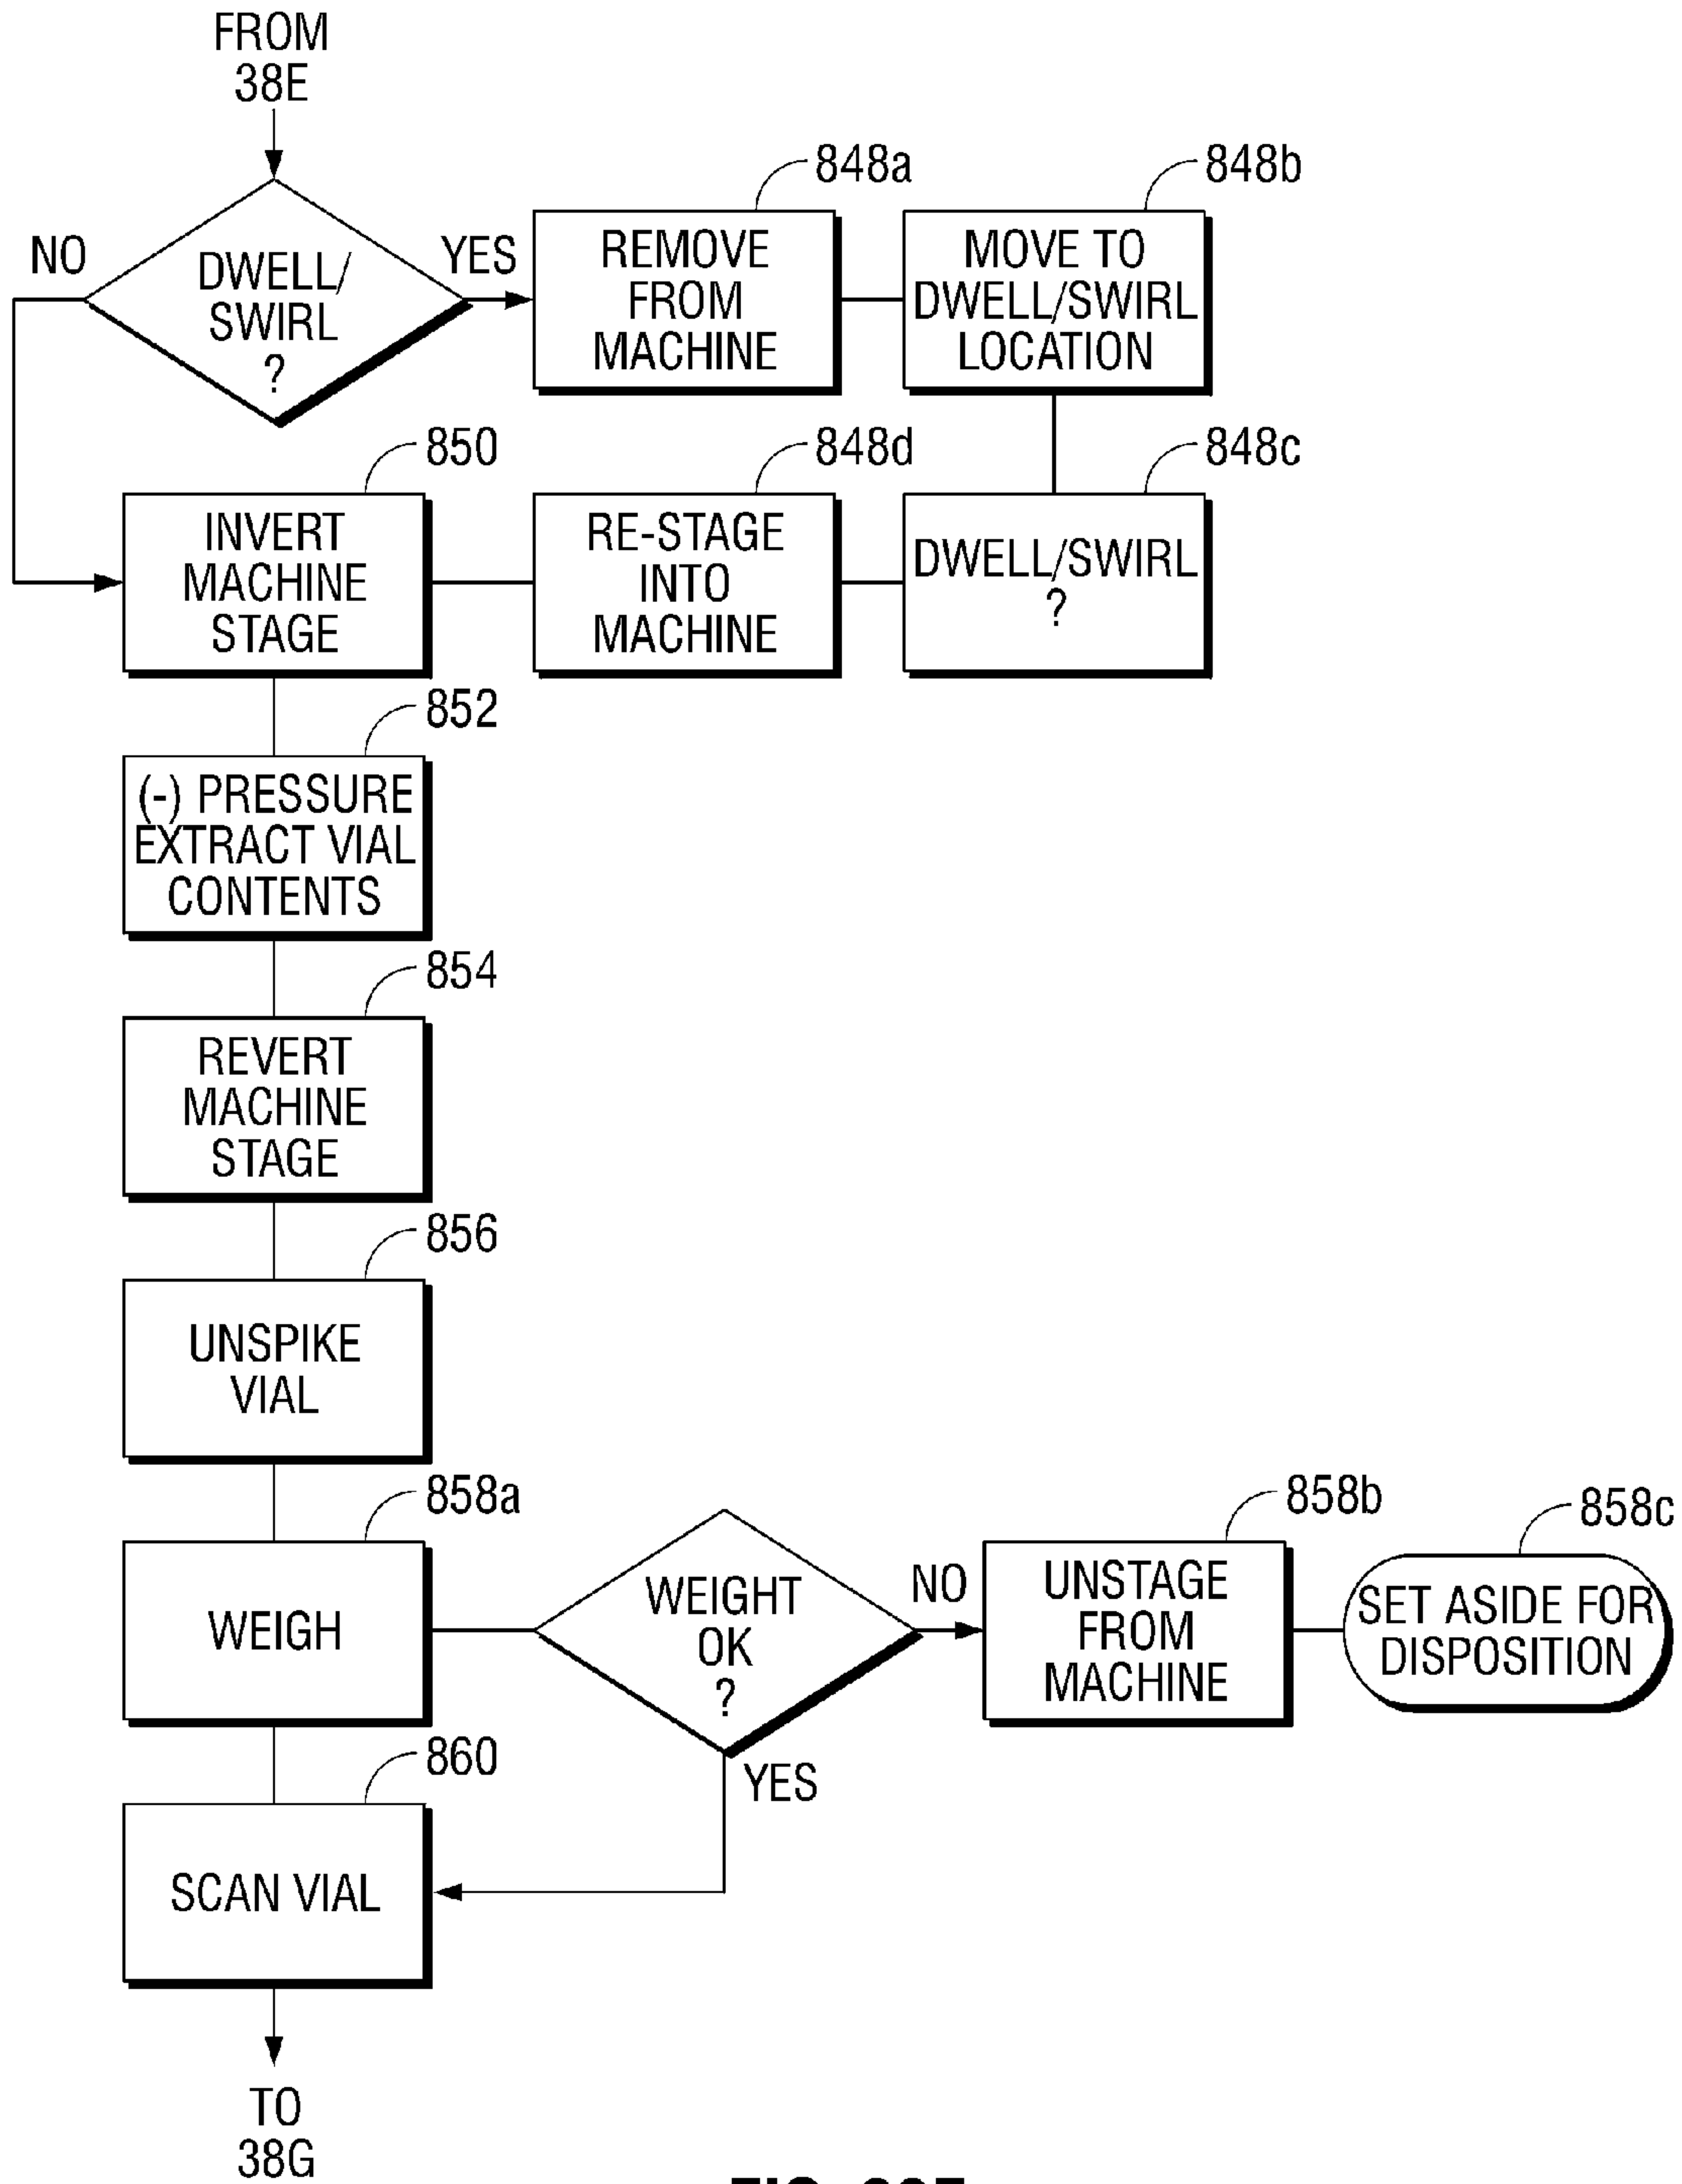 FROM
38E
848a
848b
NO
DWELL/
SWIRL
?
YES
REMOVE
FROM
MACHINE
MOVE TO
DWELL/SWIRL
LOCATION
850
848d
848c
INVERT
MACHINE
STAGE
RE-STAGE
INTO
MACHINE
DWELL/SWIRL
?
852
(-) PRESSURE
EXTRACT VIAL
CONTENTS
854
REVERT
MACHINE
STAGE
856
UNSPIKE
VIAL
858a
858b
858c
WEIGH
WEIGHT
OK
?
NO
UNSTAGE
FROM
MACHINE
SET ASIDE FOR
DISPOSITION
860
YES
SCAN VIAL
TO
38G